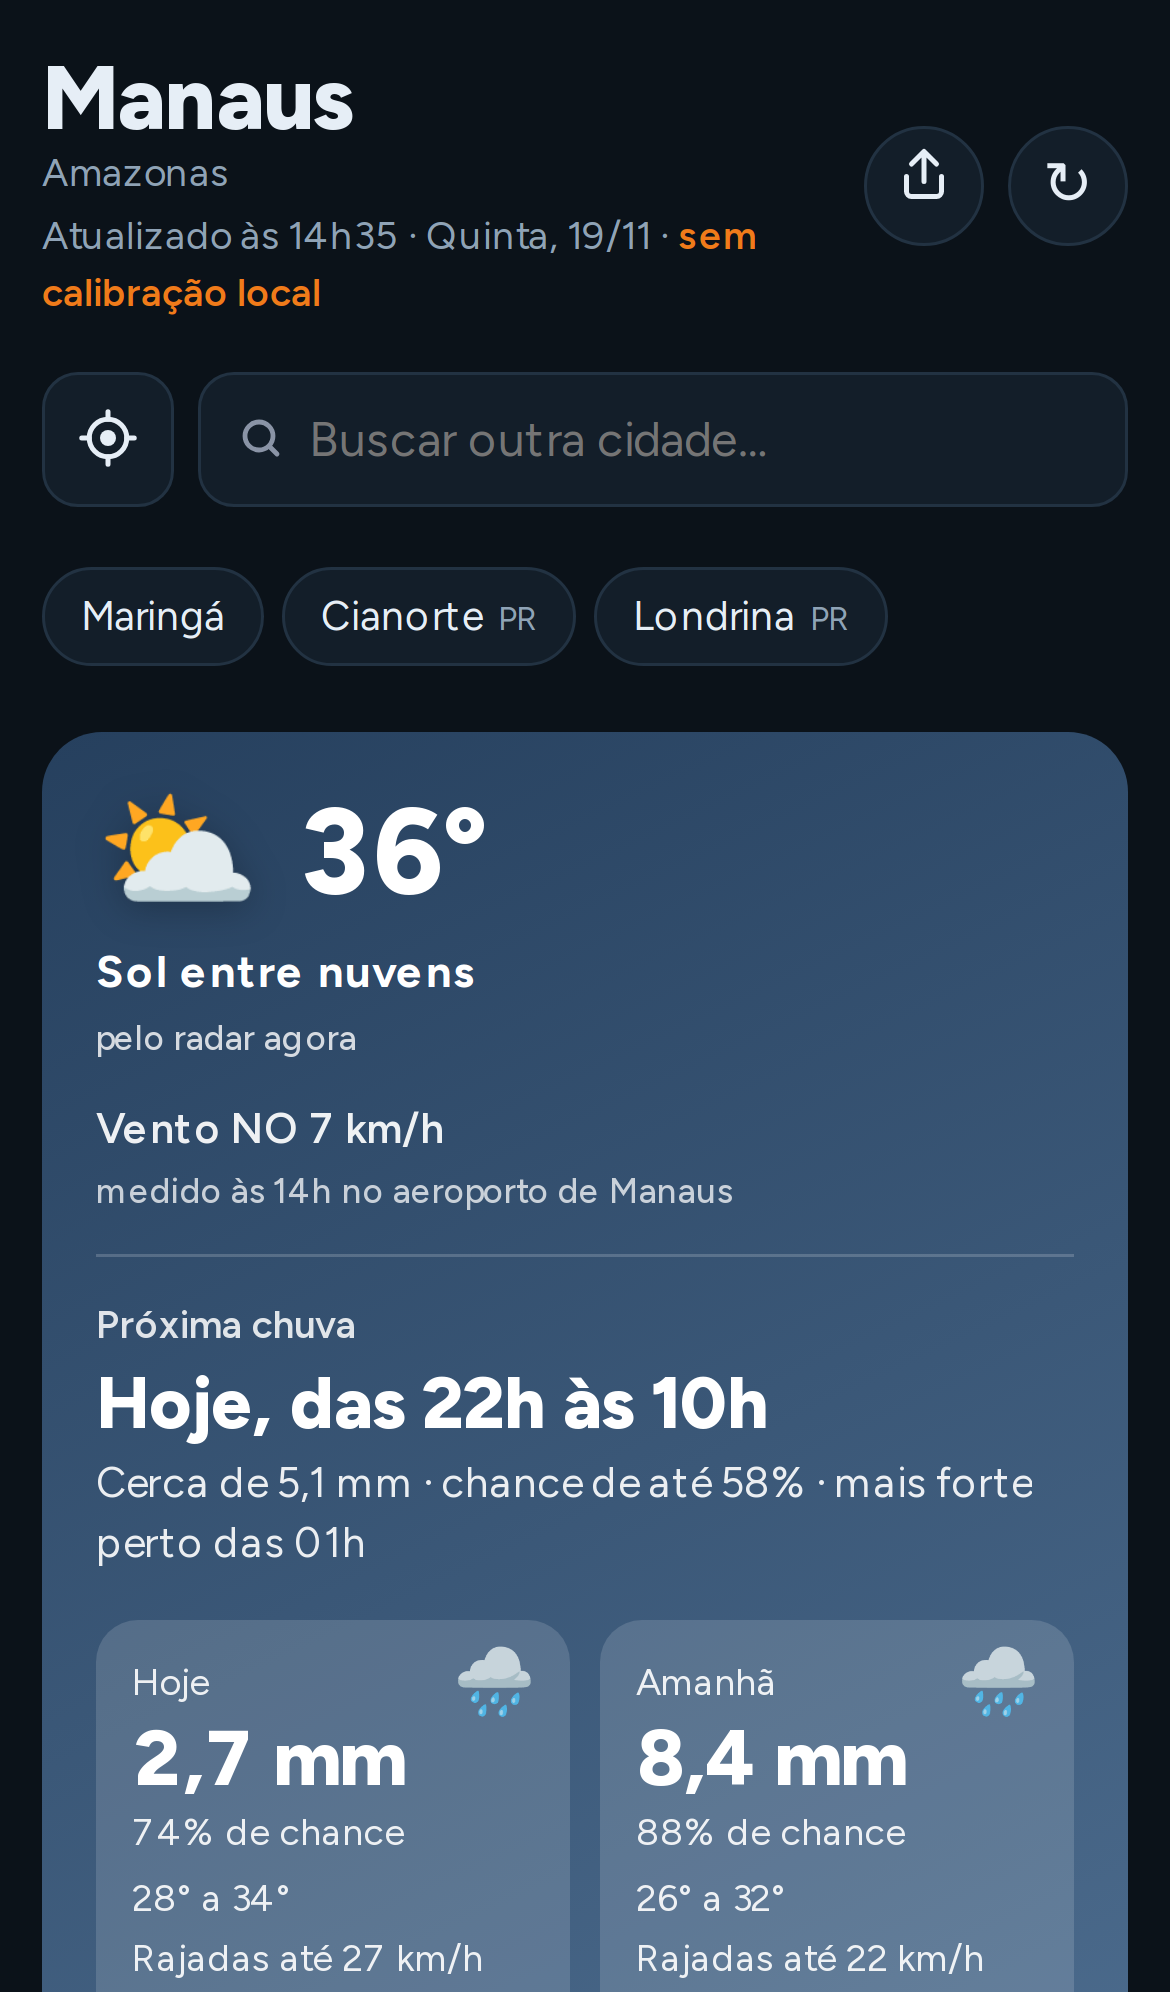 Manaus
Amazonas
Atualizado às 14h35 · Quinta, 19/11 · sem
calibração local
Buscar outra cidade...
Maringá
Cianorte PR
Londrina PR
36°
Sol entre nuvens
pelo radar agora
Vento NO 7 km/h
medido às 14h no aeroporto de Manaus
Próxima chuva
Hoje, das 22h às 10h
Cerca de 5,1 mm · chance de até 58% · mais forte
perto das 01h
Hoje
2,7 mm
74% de chance
28° a 34°
Rajadas até 27 km/h
Amanhã
8,4 mm
88% de chance
26° a 32°
Rajadas até 22 km/h